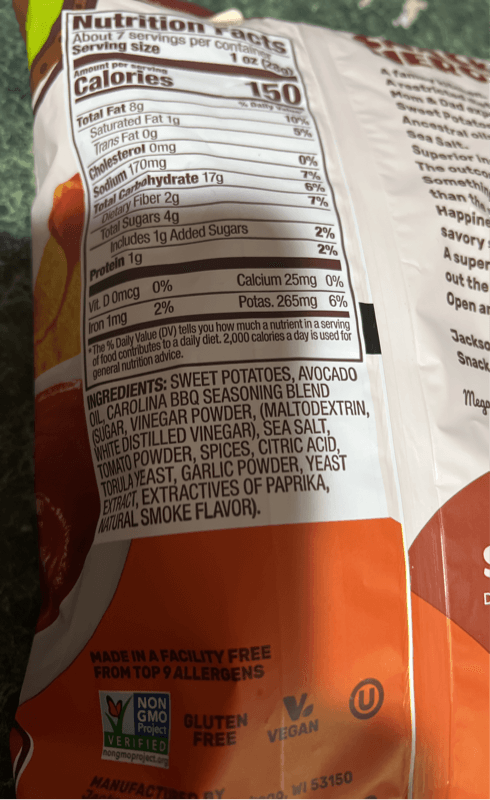 Nutrition Facts
About 7 servings per container
Serving size 1 oz (28g)
Amount per serving
Calories 150
% Daily Value
Total Fat 8g 10%
Saturated Fat 1g 5%
Trans Fat 0g
Cholesterol 0mg 0%
Sodium 170mg 7%
Total Carbohydrate 17g 6%
Dietary Fiber 2g 7%
Total Sugars 4g
Includes 1g Added Sugars 2%
Protein 1g 2%
Vit. D 0mcg 0% Calcium 25mg 0%
Iron 1mg 2% Potas. 265mg 6%
*The % Daily Value (DV) tells you how much a nutrient in a serving
of food contributes to a daily diet. 2,000 calories a day is used for
general nutrition advice.
INGREDIENTS: SWEET POTATOES, AVOCADO
OIL, CAROLINA BBQ SEASONING BLEND
(SUGAR, VINEGAR POWDER, (MALTODEXTRIN,
WHITE DISTILLED VINEGAR), SEA SALT,
TOMATO POWDER, SPICES, CITRIC ACID,
TORULA YEAST, GARLIC POWDER, YEAST
EXTRACT, EXTRACTIVES OF PAPRIKA,
NATURAL SMOKE FLAVOR).
MADE IN A FACILITY FREE
FROM TOP 9 ALLERGENS
NON
GMO
Project
VERIFIED
nongmoproject.org
GLUTEN
FREE
V
VEGAN
U
MANUFACTURED BY
WI 53150
A family
Mom & Dad
Sweet Potato
Ancestral
Sea Salt.
Superior in
The
than the
Happine
savory
A super
out the
Open
Jackso
Snack
Mega
S